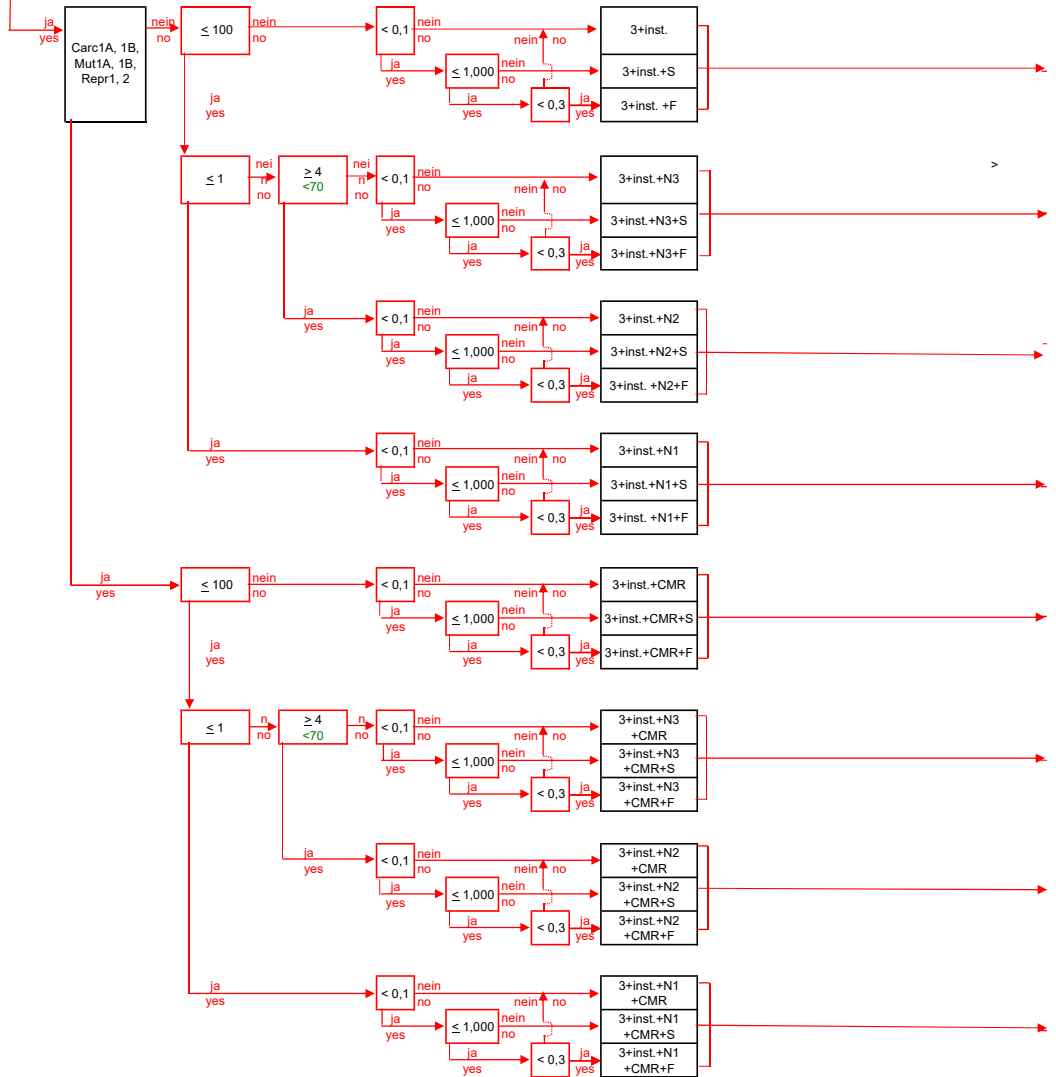 ja
yes
Carc1A, 1B,
Mut1A, 1B,
Repr1, 2
nein
no
≤ 100
nein
no
< 0,1
nein
no
nein no
3+inst.
ja
yes
≤ 1,000
nein
no
3+inst.+S
ja
yes
< 0,3
ja
yes
3+inst. +F
ja
yes
≤ 1
nei
n
no
≥ 4
<70
nei
n
no
< 0,1
nein
no
nein no
3+inst.+N3
>
ja
yes
≤ 1,000
nein
no
3+inst.+N3+S
ja
yes
< 0,3
ja
yes
3+inst.+N3+F
ja
yes
< 0,1
nein
no
nein no
3+inst.+N2
ja
yes
≤ 1,000
nein
no
3+inst.+N2+S
ja
yes
< 0,3
ja
yes
3+inst. +N2+F
ja
yes
< 0,1
nein
no
nein no
3+inst.+N1
ja
yes
≤ 1,000
nein
no
3+inst.+N1+S
ja
yes
< 0,3
ja
yes
3+inst. +N1+F
ja
yes
≤ 100
nein
no
< 0,1
nein
no
nein no
3+inst.+CMR
ja
yes
≤ 1,000
nein
no
3+inst.+CMR+S
ja
yes
< 0,3
ja
yes
3+inst.+CMR+F
ja
yes
≤ 1
n
no
≥ 4
<70
n
no
< 0,1
nein
no
nein no
3+inst.+N3
+CMR
ja
yes
≤ 1,000
nein
no
3+inst.+N3
+CMR+S
ja
yes
< 0,3
ja
yes
3+inst.+N3
+CMR+F
ja
yes
< 0,1
nein
no
nein no
3+inst.+N2
+CMR
ja
yes
≤ 1,000
nein
no
3+inst.+N2
+CMR+S
ja
yes
< 0,3
ja
yes
3+inst.+N2
+CMR+F
ja
yes
< 0,1
nein
no
nein no
3+inst.+N1
+CMR
ja
yes
≤ 1,000
nein
no
3+inst.+N1
+CMR+S
ja
yes
< 0,3
ja
yes
3+inst.+N1
+CMR+F